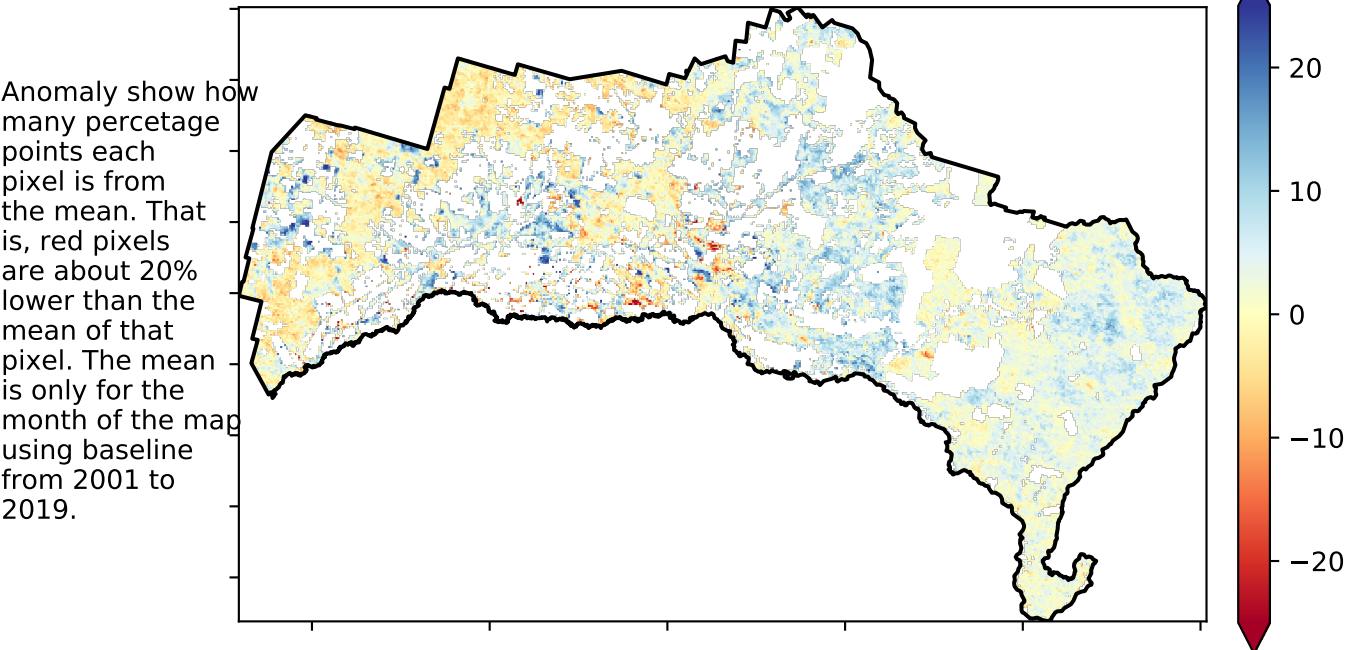 Anomaly show how
many percetage
points each
pixel is from
the mean. That
is, red pixels
are about 20%
lower than the
mean of that
pixel. The mean
is only for the
month of the map
using baseline
from 2001 to
2019.
20
10
0
−10
−20